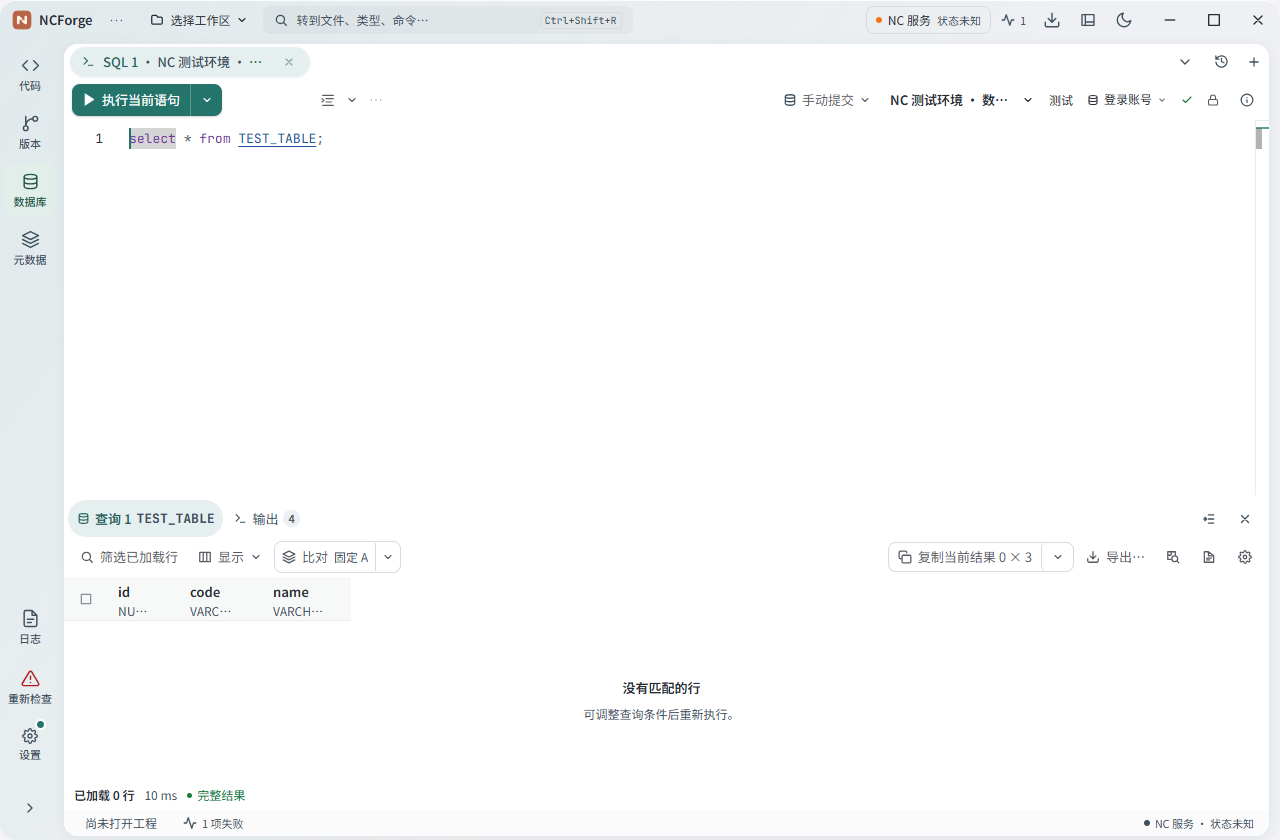 NCForge ··· 选择工作区 转到文件、类型、命令··· Ctrl+Shift+R NC 服务 状态未知 1
代码
版本
数据库
元数据
日志
重新检查
设置
SQL 1 • NC 测试环境 • ···
执行当前语句 ··· 手动提交 NC 测试环境 • 数··· 测试 登录账号
1 select * from TEST_TABLE;
查询 1 TEST_TABLE 输出 4
筛选已加载行 显示 比对 固定 A 复制当前结果 0 × 3 导出···
id code name
NU··· VARC··· VARCH···
没有匹配的行
可调整查询条件后重新执行。
已加载 0 行 10 ms 完整结果
尚未打开工程 1 项失败 NC 服务 • 状态未知